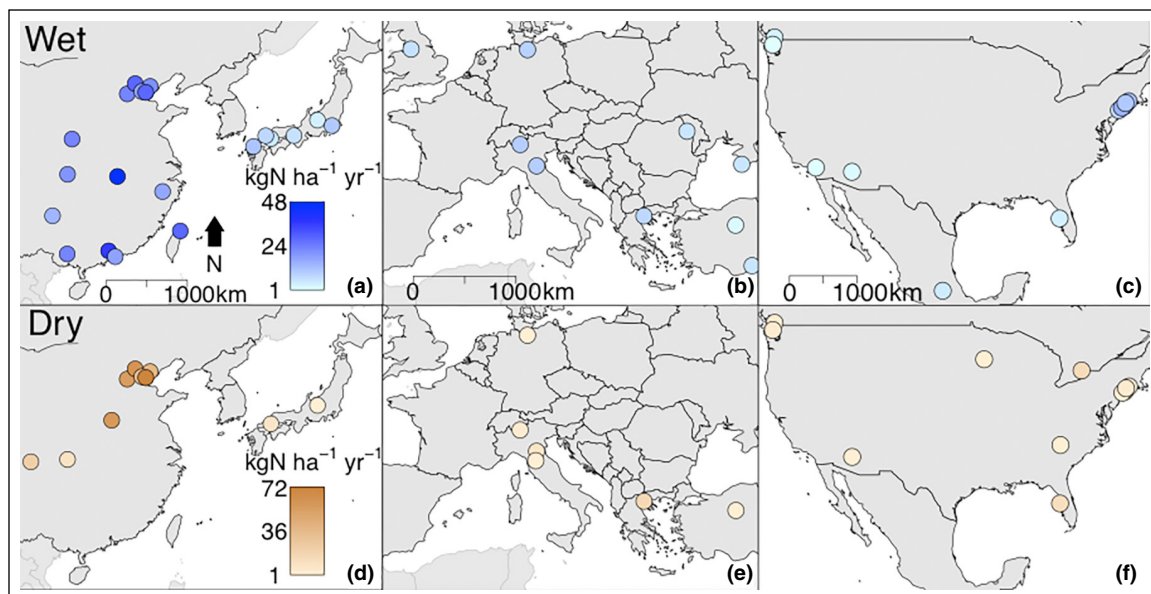 Wet
kgN ha⁻¹ yr⁻¹
48
24
1
N
0 1000km
(a)
0 1000km
(b)
0 1000km
(c)
Dry
kgN ha⁻¹ yr⁻¹
72
36
1
(d)
(e)
(f)